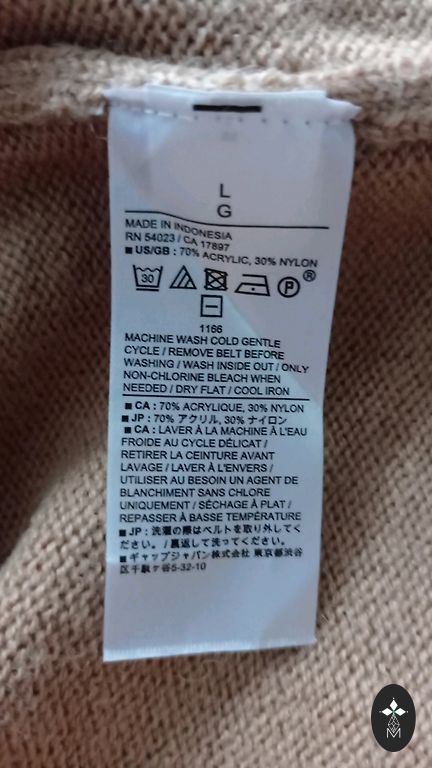 L
G
MADE IN INDONESIA
RN 54023 / CA 17897
■ US/GB : 70% ACRYLIC, 30% NYLON
30 P ®
1166
MACHINE WASH COLD GENTLE
CYCLE / REMOVE BELT BEFORE
WASHING / WASH INSIDE OUT / ONLY
NON-CHLORINE BLEACH WHEN
NEEDED / DRY FLAT / COOL IRON
■ CA : 70% ACRYLIQUE, 30% NYLON
■ JP : 70% アクリル, 30% ナイロン
■ CA : LAVER À LA MACHINE À L'EAU
FROIDE AU CYCLE DÉLICAT /
RETIRER LA CEINTURE AVANT
LAVAGE / LAVER À L'ENVERS /
UTILISER AU BESOIN UN AGENT DE
BLANCHIMENT SANS CHLORE
UNIQUEMENT / SÉCHAGE À PLAT /
REPASSER À BASSE TEMPÉRATURE
■ JP : 洗濯の際はベルトを取り外してく
ださい。/ 裏返して洗ってください。
■ ギャップジャパン株式会社 東京都渋谷
区千駄ヶ谷5-32-10
M